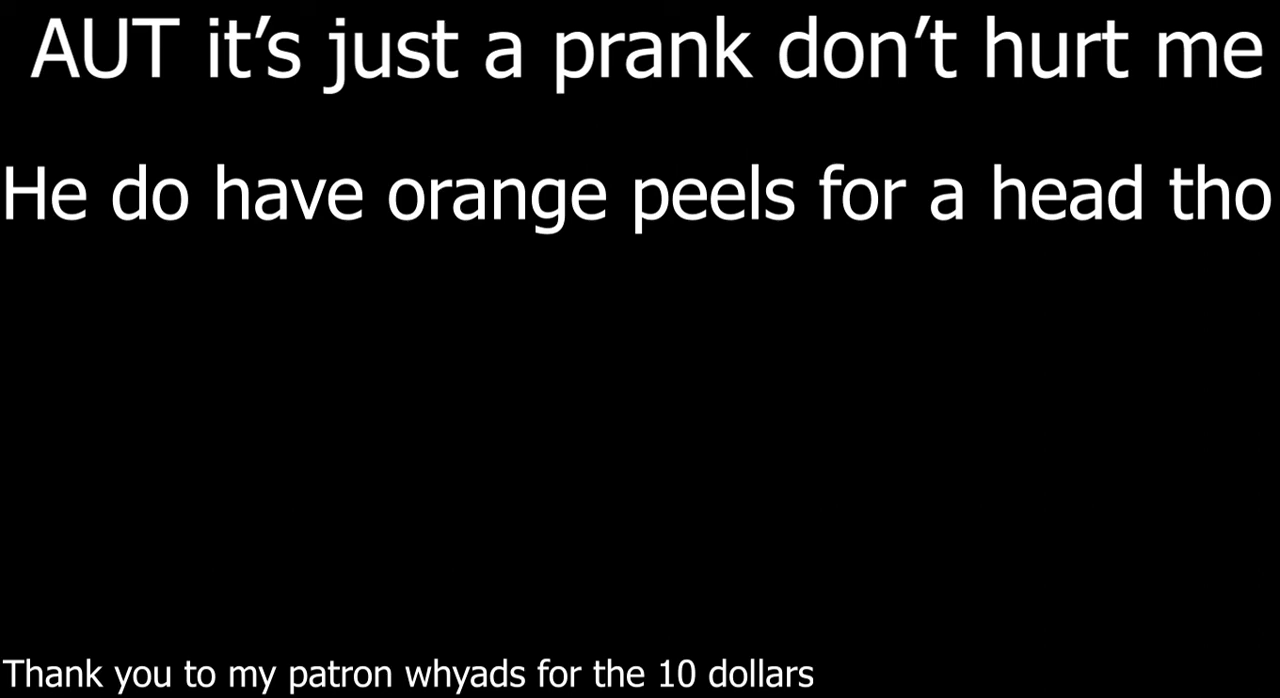 AUT it’s just a prank don’t hurt me
He do have orange peels for a head tho
Thank you to my patron whyads for the 10 dollars